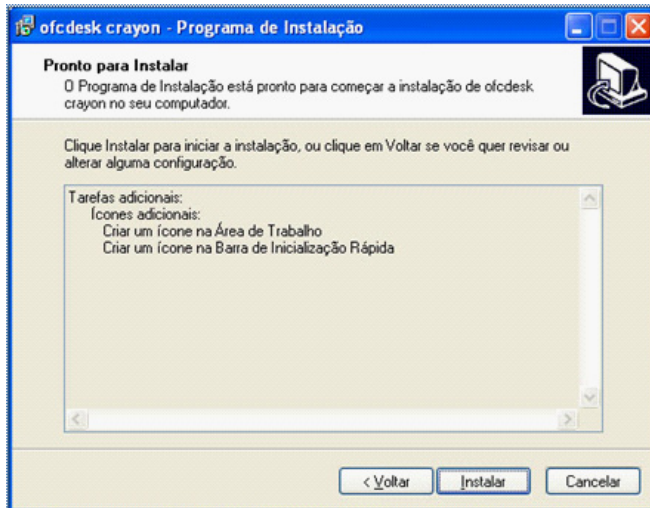 ofcdesk crayon - Programa de Instalação
Pronto para Instalar
O Programa de Instalação está pronto para começar a instalação de ofcdesk
crayon no seu computador.
Clique Instalar para iniciar a instalação, ou clique em Voltar se você quer revisar ou
alterar alguma configuração.
Tarefas adicionais:
Ícones adicionais:
Criar um ícone na Área de Trabalho
Criar um ícone na Barra de Inicialização Rápida
< Voltar
Instalar
Cancelar